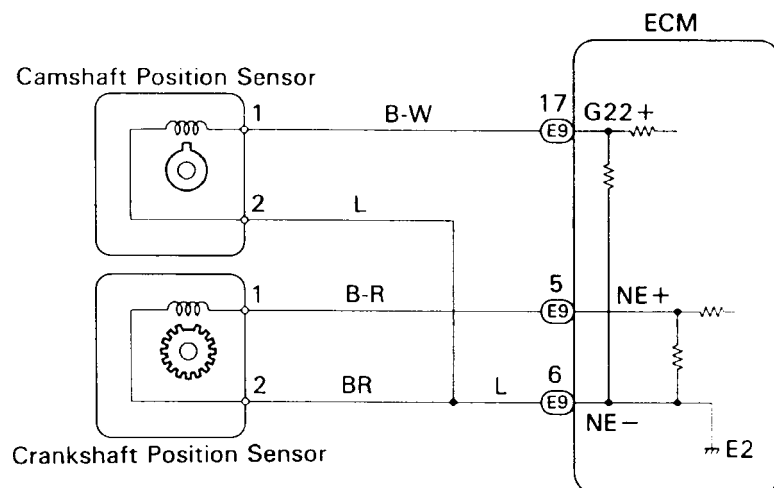 ECM
Camshaft Position Sensor
1
B-W
17
E9
G22+
2
L
1
B-R
5
E9
NE+
2
BR
L
6
E9
NE−
E2
Crankshaft Position Sensor